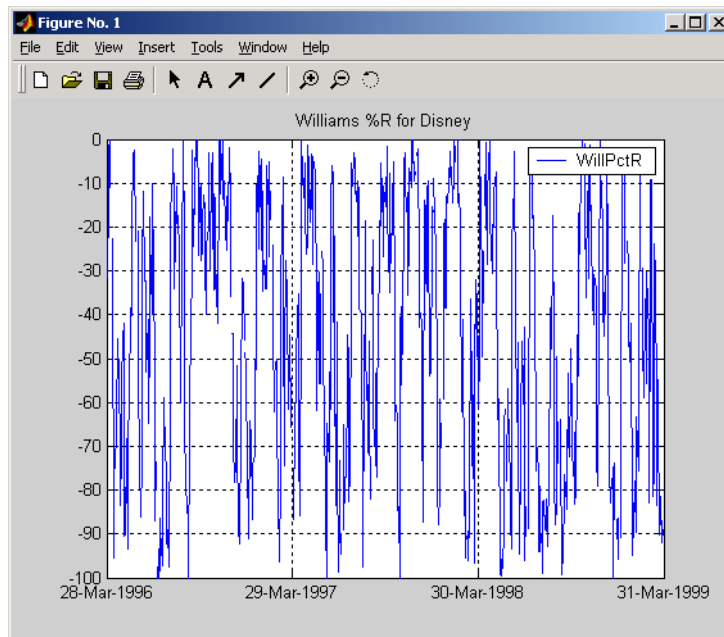 Figure No. 1
File Edit View Insert Tools Window Help
A
Williams %R for Disney
WillPctR
0
-10
-20
-30
-40
-50
-60
-70
-80
-90
-100
28-Mar-1996 29-Mar-1997 30-Mar-1998 31-Mar-1999